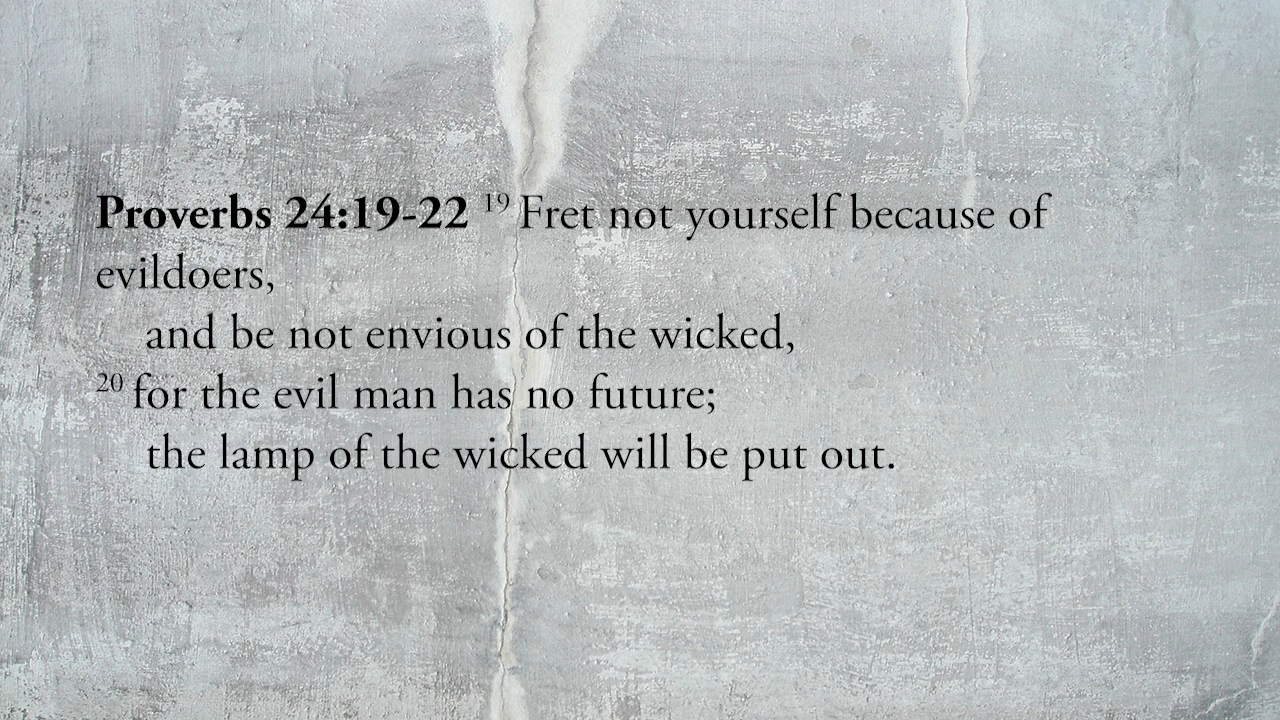 Proverbs 24:19-22 19 Fret not yourself because of
evildoers,
and be not envious of the wicked,
20 for the evil man has no future;
the lamp of the wicked will be put out.